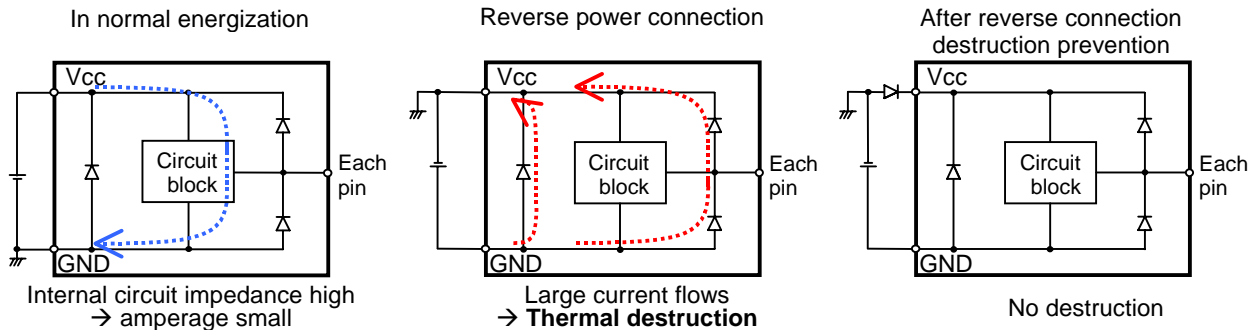 In normal energization
Vcc
Circuit
block
Each
pin
GND
Internal circuit impedance high
→ amperage small
Reverse power connection
Vcc
Circuit
block
Each
pin
GND
Large current flows
→ Thermal destruction
After reverse connection
destruction prevention
Vcc
Circuit
block
Each
pin
GND
No destruction